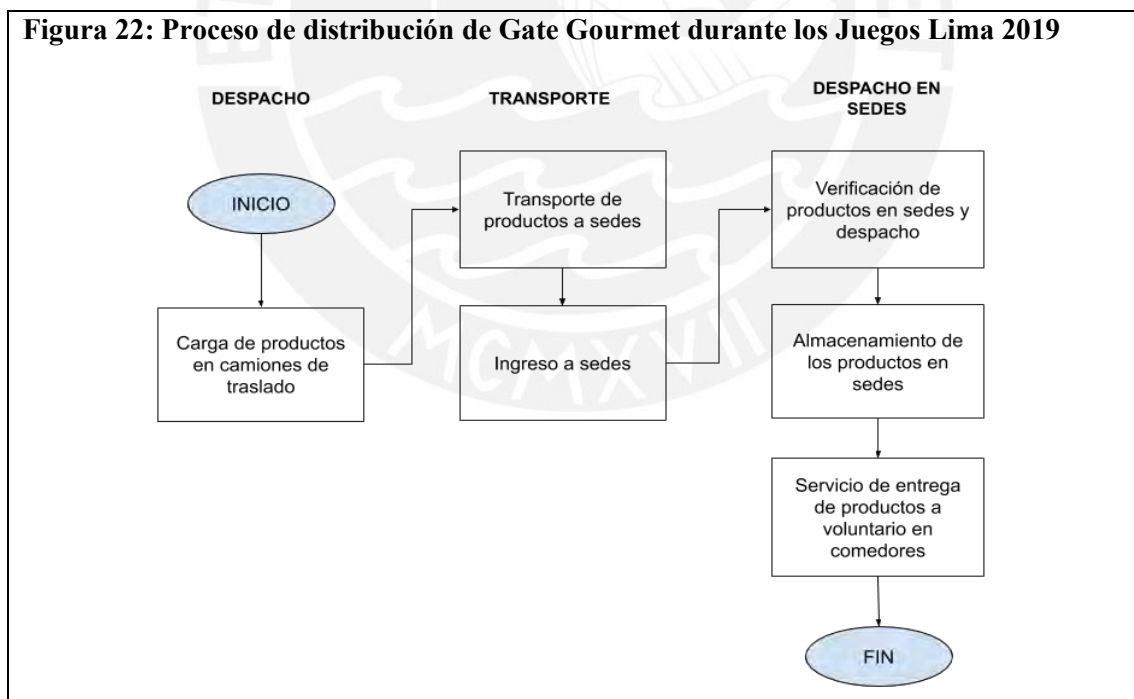 Figura 22: Proceso de distribución de Gate Gourmet durante los Juegos Lima 2019
DESPACHO
TRANSPORTE
DESPACHO EN
SEDES
INICIO
Carga de productos
en camiones de
traslado
Transporte de
productos a sedes
Ingreso a sedes
Verificación de
productos en sedes y
despacho
Almacenamiento de
los productos en
sedes
Servicio de entrega
de productos a
voluntario en
comedores
FIN
MCMXVII